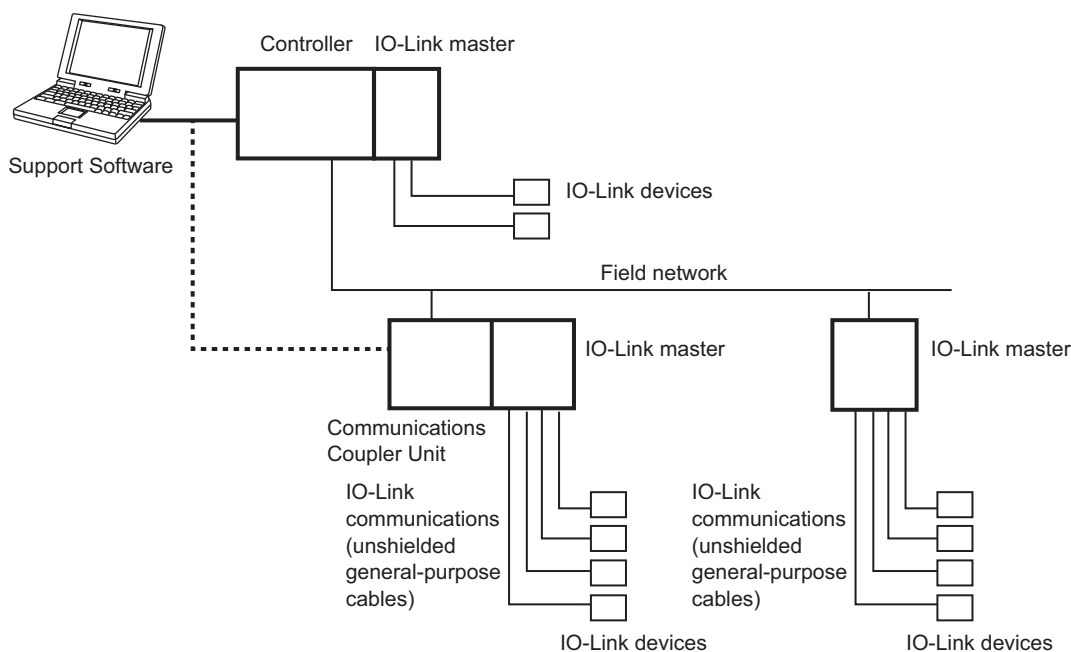 Controller
IO-Link master
Support Software
IO-Link devices
Field network
IO-Link master
IO-Link master
Communications
Coupler Unit
IO-Link
communications
(unshielded
general-purpose
cables)
IO-Link
communications
(unshielded
general-purpose
cables)
IO-Link devices
IO-Link devices